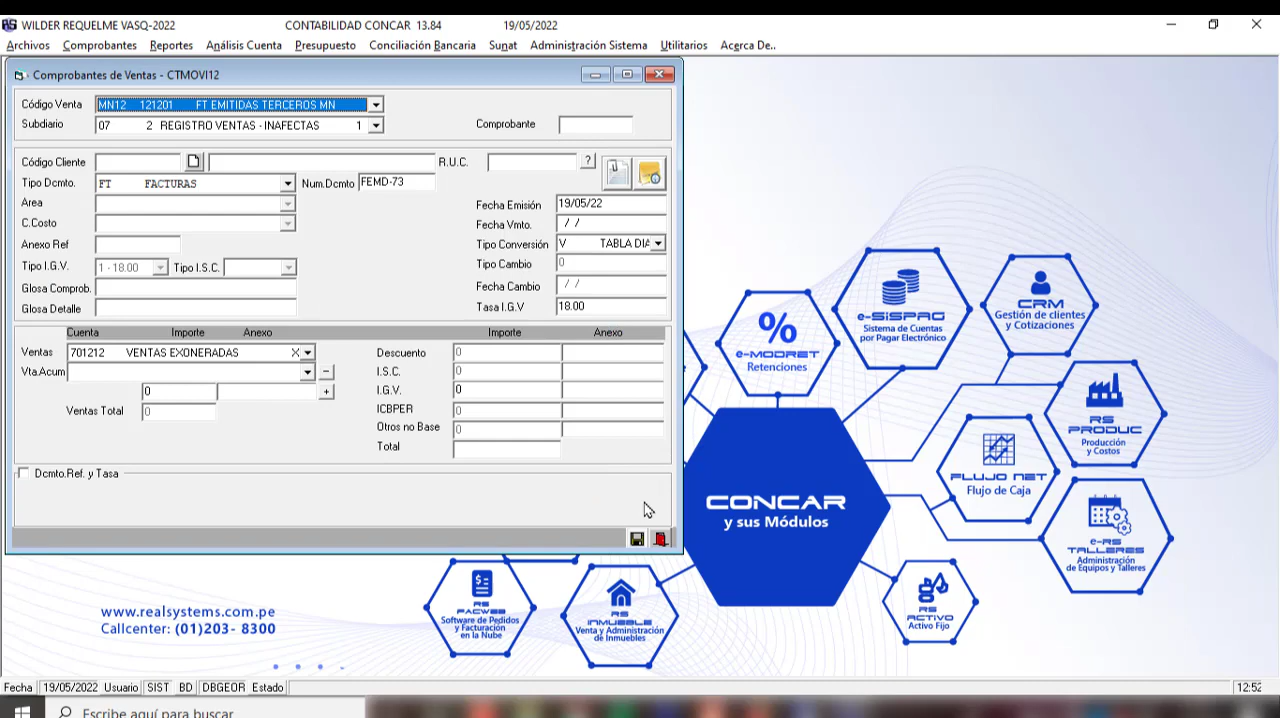 WILDER REQUELME VASQ-2022 CONTABILIDAD CONCAR 13.84 19/05/2022
Archivos Comprobantes Reportes Análisis Cuenta Presupuesto Conciliación Bancaria Sunat Administración Sistema Utilitarios Acerca De..
Comprobantes de Ventas - CTMOVI12
Código Venta MN12 121201 FT EMITIDAS TERCEROS MN
Subdiario 07 2 REGISTRO VENTAS - INAFECTAS 1 Comprobante
Código Cliente R.U.C. ?
Tipo Dcmto. FT FACTURAS Num.Dcmto FEMD-73
Area Fecha Emisión 19/05/22
C.Costo Fecha Vmto. / /
Anexo Ref Tipo Conversión V TABLA DIA
Tipo I.G.V. 1 - 18.00 Tipo I.S.C. Tipo Cambio 0
Glosa Comprob. Fecha Cambio / /
Glosa Detalle Tasa I.G.V 18.00
Cuenta Importe Anexo Importe Anexo
Ventas 701212 VENTAS EXONERADAS X Descuento 0
Vta.Acum − I.S.C. 0
0 + I.G.V. 0
Ventas Total 0 ICBPER 0
Otros no Base 0
Total
Dcmto.Ref. y Tasa
%
e-MODRET
Retenciones
e-SISPAG
Sistema de Cuentas
por Pagar Electrónico
CRM
Gestión de clientes
y Cotizaciones
RS
PRODUC
Producción
y Costos
FLUJO NET
Flujo de Caja
CONCAR
y sus Módulos
e-RS
TALLERES
Administración
de Equipos y Talleres
RS
FACWEB
Software de Pedidos
y Facturación
en la Nube
RS
INMUEBLE
Venta y Administración
de Inmuebles
RS
ACTIVO
Activo Fijo
www.realsystems.com.pe
Callcenter: (01)203- 8300
Fecha 19/05/2022 Usuario SIST BD DBGEOR Estado 12:52
Escribe aquí para buscar